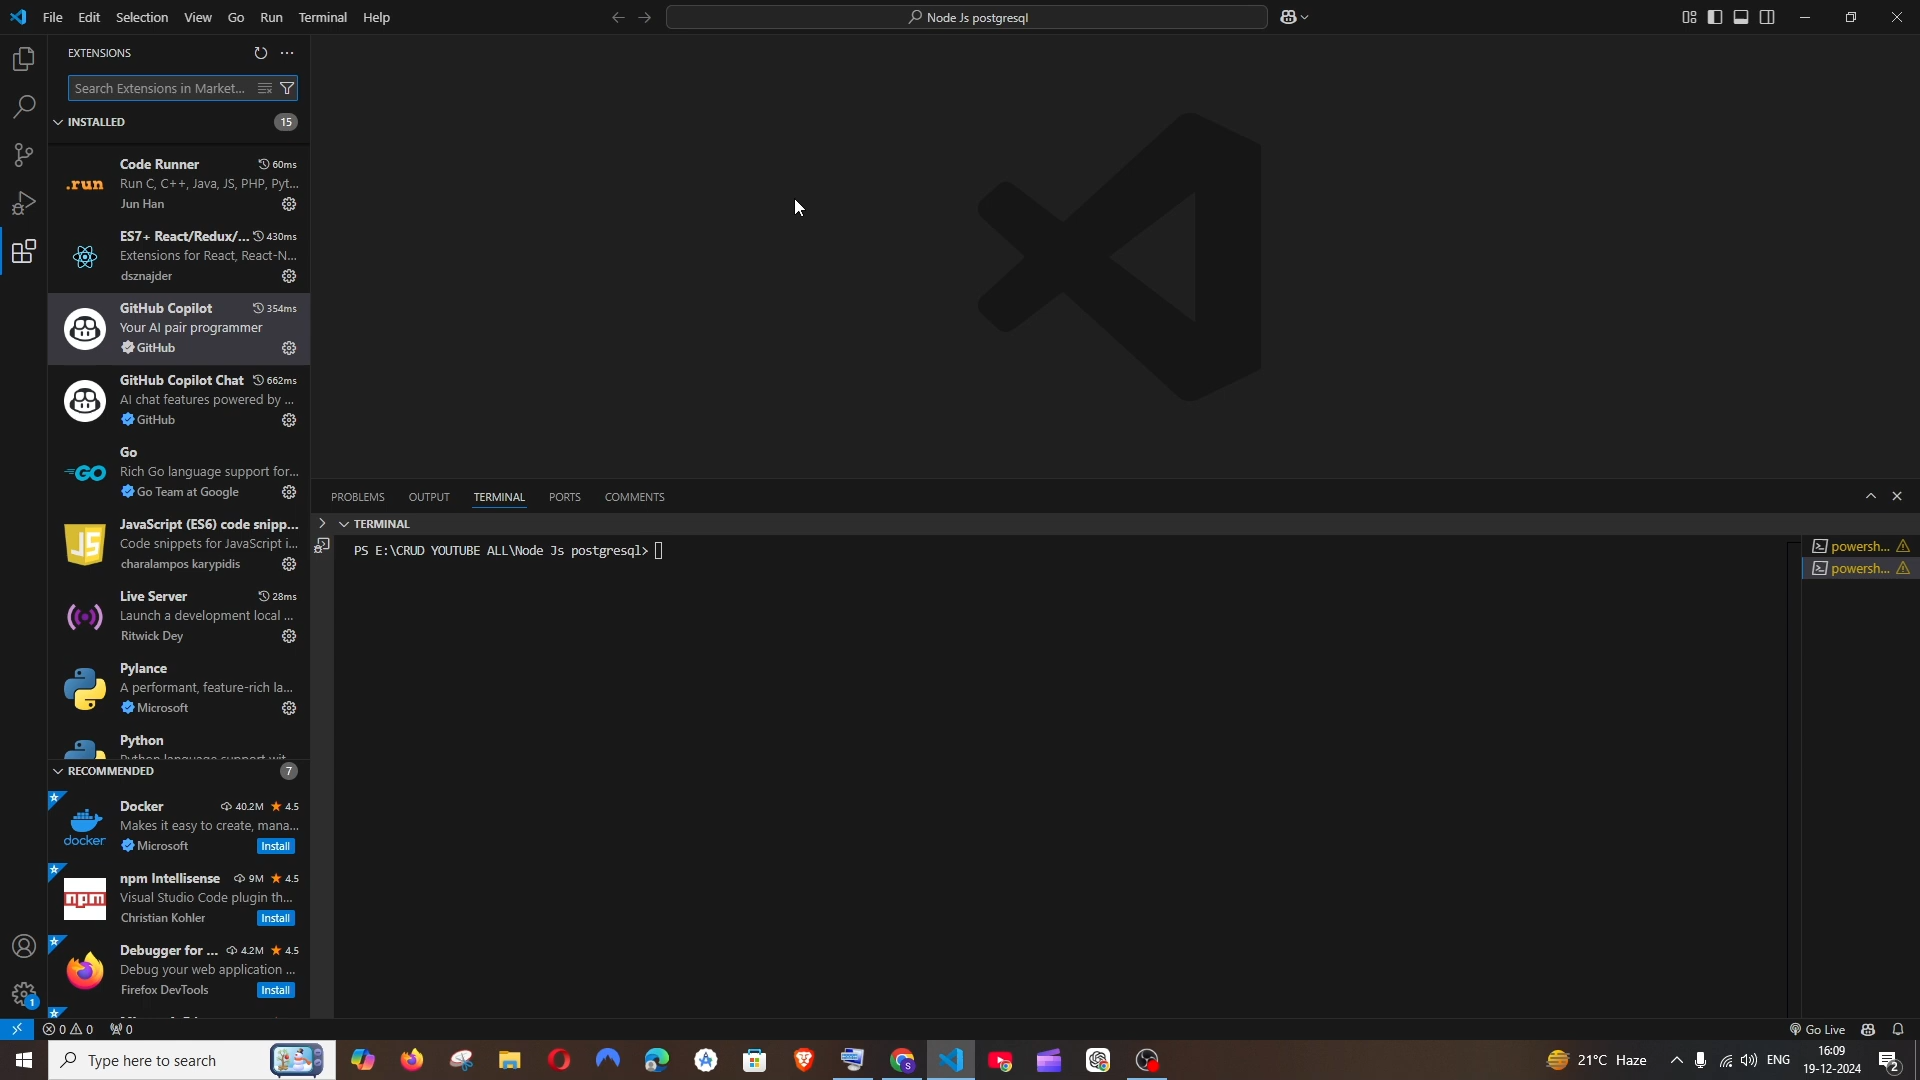 File Edit Selection View Go Run Terminal Help
Node Js postgresql
EXTENSIONS
Search Extensions in Market...
INSTALLED 15
Code Runner 60ms
Run C, C++, Java, JS, PHP, Pyt...
Jun Han
.run
ES7+ React/Redux/... 430ms
Extensions for React, React-N...
dsznajder
GitHub Copilot 354ms
Your AI pair programmer
GitHub
GitHub Copilot Chat 662ms
AI chat features powered by ...
GitHub
Go
Rich Go language support for...
GO
Go Team at Google
JavaScript (ES6) code snipp...
Code snippets for JavaScript i...
JS
charalampos karypidis
Live Server 28ms
Launch a development local ...
Ritwick Dey
Pylance
A performant, feature-rich la...
Microsoft
Python
RECOMMENDED 7
Docker 40.2M 4.5
Makes it easy to create, mana...
docker
Microsoft Install
npm Intellisense 9M 4.5
Visual Studio Code plugin th...
npm
Christian Kohler Install
Debugger for ... 4.2M 4.5
Debug your web application ...
Firefox DevTools Install
1
PROBLEMS OUTPUT TERMINAL PORTS COMMENTS
TERMINAL
PS E:\CRUD YOUTUBE ALL\Node Js postgresql>
powersh...
powersh...
0 0 0
Go Live
Type here to search
21°C Haze ENG
16:09
19-12-2024
2